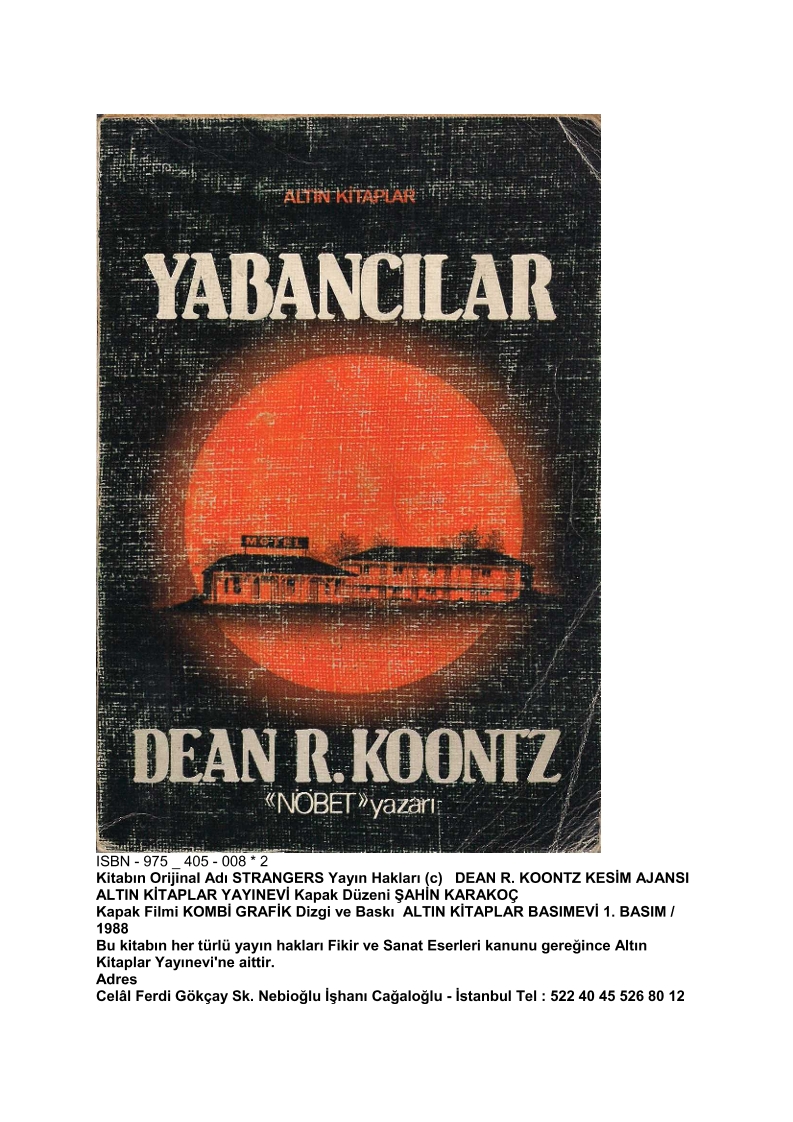 ALTIN KİTAPLAR
YABANCILAR
MOTEL
DEAN R. KOONTZ
«NÖBET» yazarı
ISBN - 975 _ 405 - 008 * 2
Kitabın Orijinal Adı STRANGERS Yayın Hakları (c) DEAN R. KOONTZ KESİM AJANSI
ALTIN KİTAPLAR YAYINEVİ Kapak Düzeni ŞAHİN KARAKOÇ
Kapak Filmi KOMBİ GRAFİK Dizgi ve Baskı ALTIN KİTAPLAR BASIMEVİ 1. BASIM /
1988
Bu kitabın her türlü yayın hakları Fikir ve Sanat Eserleri kanunu gereğince Altın
Kitaplar Yayınevi'ne aittir.
Adres
Celâl Ferdi Gökçay Sk. Nebioğlu İşhanı Cağaloğlu - İstanbul Tel : 522 40 45 526 80 12